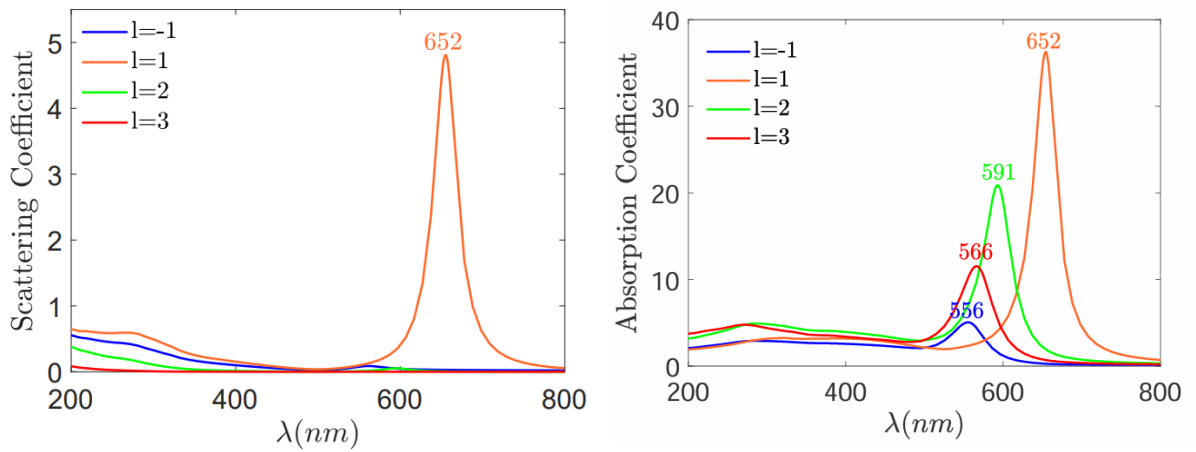 Scattering Coefficient
5
4
3
2
1
0
l=-1
l=1
l=2
l=3
652
200
400
600
800
λ(nm)
Absorption Coefficient
40
30
20
10
0
l=-1
l=1
l=2
l=3
652
591
566
556
200
400
600
800
λ(nm)